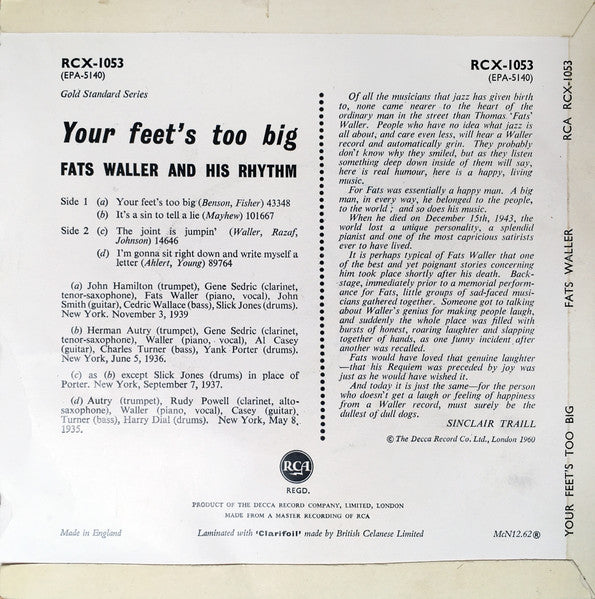 RCX-1053
(EPA-5140)
Gold Standard Series
Your feet's too big
FATS WALLER AND HIS RHYTHM
Side 1 (a) Your feet's too big (Benson, Fisher) 43348
(b) It's a sin to tell a lie (Mayhew) 101667
Side 2 (c) The joint is jumpin' (Waller, Razaf,
Johnson) 14646
(d) I'm gonna sit right down and write myself a
letter (Ahlert, Young) 89764
(a) John Hamilton (trumpet), Gene Sedric (clarinet,
tenor-saxophone), Fats Waller (piano, vocal), John
Smith (guitar), Cedric Wallace (bass), Slick Jones (drums).
New York. November 3, 1939
(b) Herman Autry (trumpet), Gene Sedric (clarinet,
tenor-saxophone), Waller (piano, vocal), Al Casey
(guitar), Charles Turner (bass), Yank Porter (drums).
New York, June 5, 1936.
(c) as (b) except Slick Jones (drums) in place of
Porter. New York, September 7, 1937.
(d) Autry (trumpet), Rudy Powell (clarinet, alto-
saxophone), Waller (piano, vocal), Casey (guitar),
Turner (bass), Harry Dial (drums). New York, May 8,
1935.
RCX-1053
(EPA-5140)
Of all the musicians that jazz has given birth
to, none came nearer to the heart of the
ordinary man in the street than Thomas 'Fats'
Waller. People who have no idea what jazz is
all about, and care even less, will hear a Waller
record and automatically grin. They probably
don't know why they smiled, but as they listen
something deep down inside of them will say,
here is real humour, here is a happy, living
music.
For Fats was essentially a happy man. A big
man, in every way, he belonged to the people,
to the world ; and so does his music.
When he died on December 15th, 1943, the
world lost a unique personality, a splendid
pianist and one of the most capricious satirists
ever to have lived.
It is perhaps typical of Fats Waller that one
of the best and yet poignant stories concerning
him took place shortly after his death. Back-
stage, immediately prior to a memorial perform-
ance for Fats, little groups of sad-faced musi-
cians gathered together. Someone got to talking
about Waller's genius for making people laugh,
and suddenly the whole place was filled with
bursts of honest, roaring laughter and slapping
together of hands, as one funny incident after
another was recalled.
Fats would have loved that genuine laughter
—that his Requiem was preceded by joy was
just as he would have wished it.
And today it is just the same—for the person
who doesn't get a laugh or feeling of happiness
from a Waller record, must surely be the
dullest of dull dogs.
SINCLAIR TRAILL
© The Decca Record Co. Ltd., London 1960
RCA
REGD.
PRODUCT OF THE DECCA RECORD COMPANY, LIMITED, LONDON
MADE FROM A MASTER RECORDING OF RCA
Made in England
Laminated with 'Clarifoil' made by British Celanese Limited
McN12.62 ®
YOUR FEET'S TOO BIG FATS WALLER RCA RCX-1053